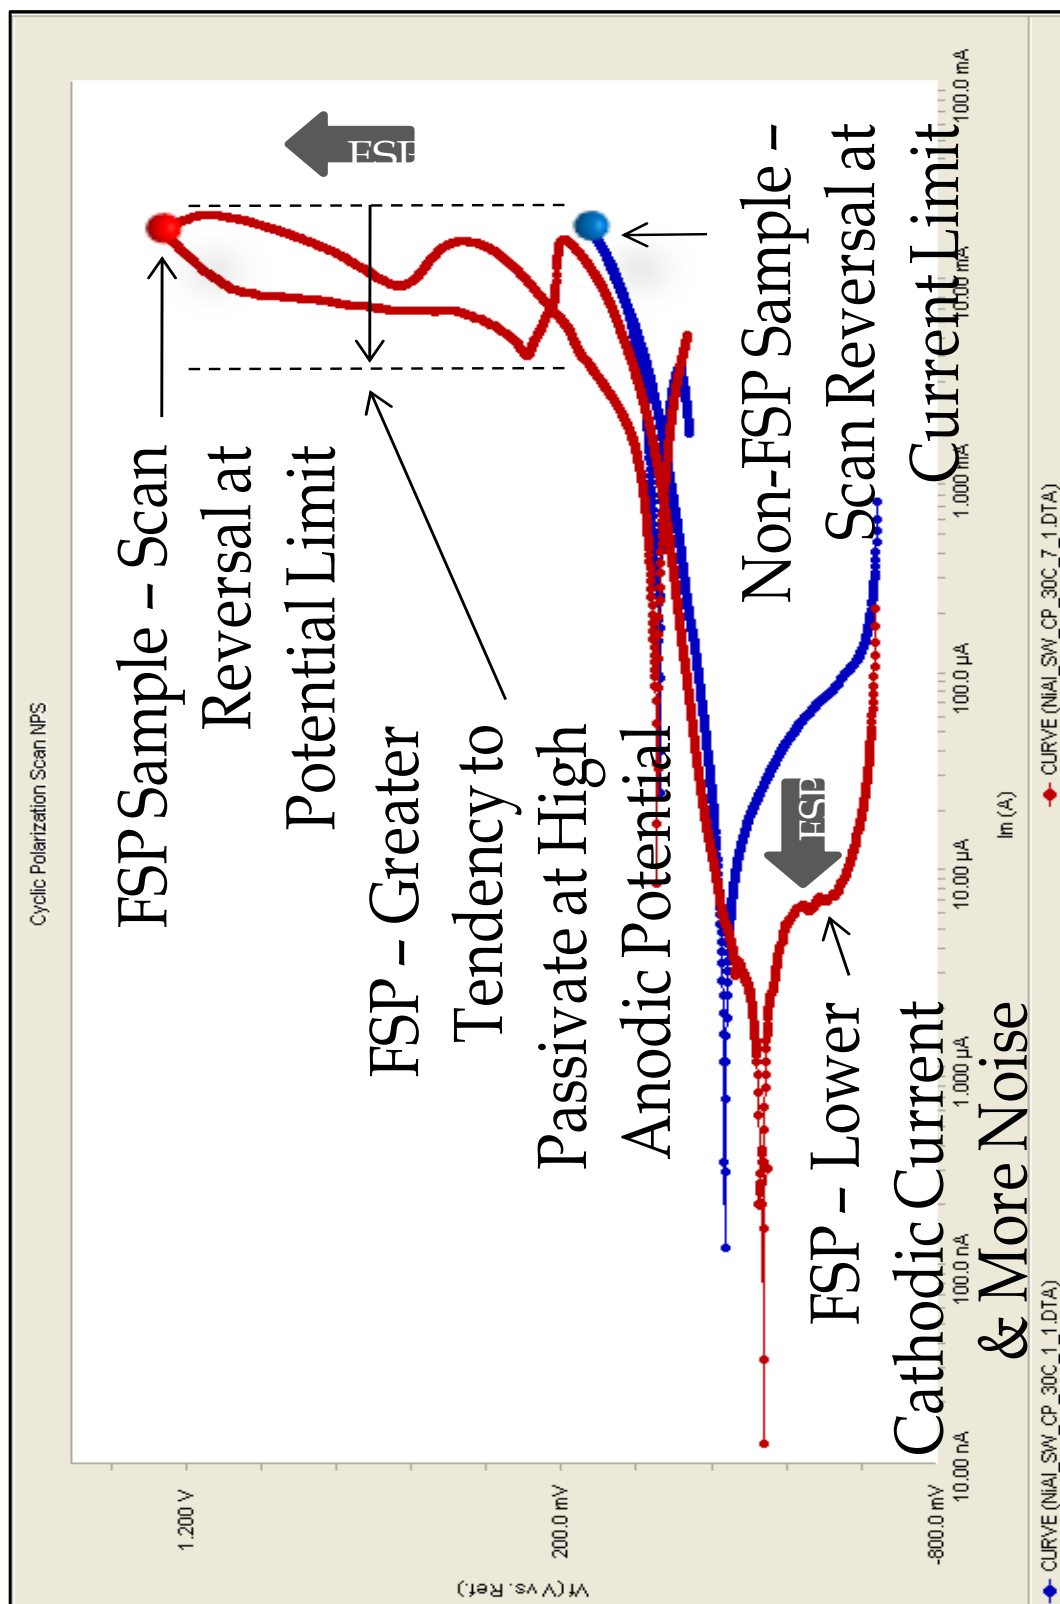 Cyclic Polarization Scan NPS
FSP Sample – Scan
Reversal at
Potential Limit
FSP
FSP – Greater
Tendency to
Passivate at High
Anodic Potential
Non-FSP Sample –
Scan Reversal at
Current Limit
FSP
FSP – Lower
Cathodic Current
& More Noise
1.200 V
200.0 mV
-800.0 mV
Vf (V vs. Ref.)
10.00 nA
100.0 nA
1.000 µA
10.00 µA
100.0 µA
1.000 mA
10.00 mA
100.0 mA
Im (A)
CURVE (NiAl_SW_CP_30C_1_1.DTA)
CURVE (NiAl_SW_CP_30C_7_1.DTA)